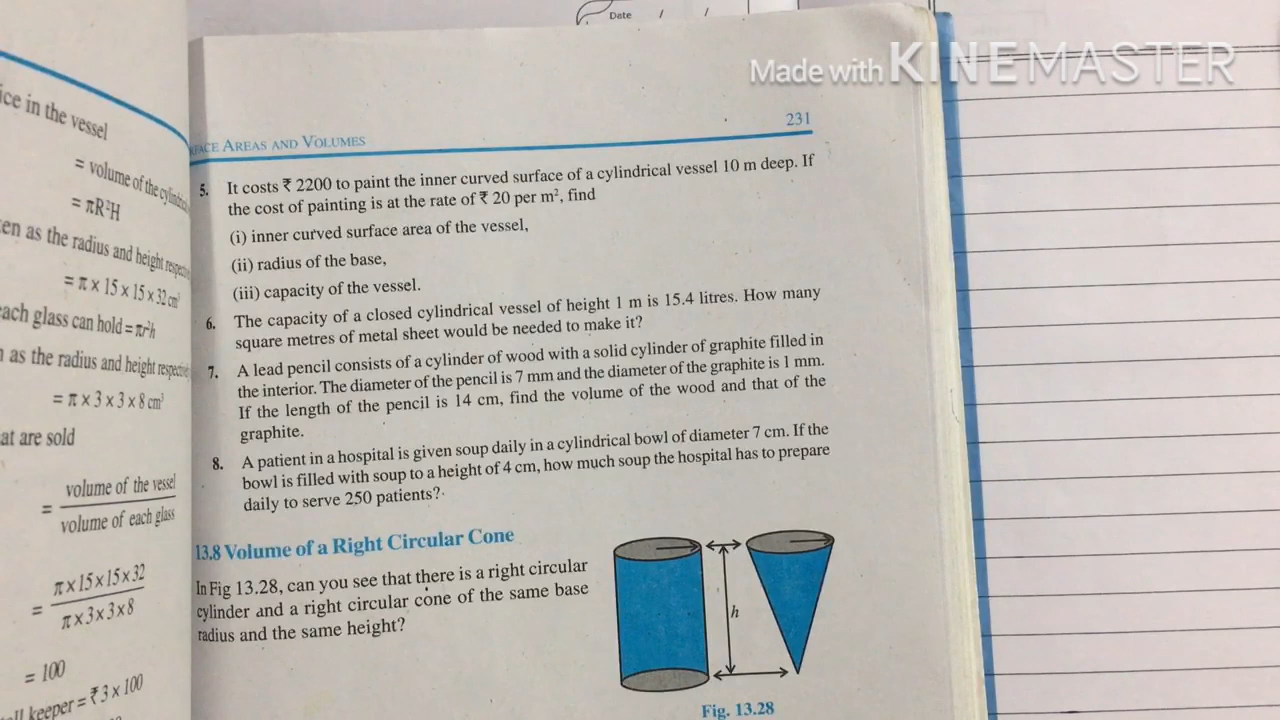 Date / /
Made with KINEMASTER
ice in the vessel
= volume of the
= πR²H
as the radius and height
= π × 15 × 15 × 32 cm³
each glass can hold = πr²h
as the radius and height
= π × 3 × 3 × 8 cm³
at are sold
= volume of the vessel
volume of each glass
= π × 15 × 15 × 32
π × 3 × 3 × 8
= 100
keeper = ₹ 3 × 100
AREAS AND VOLUMES
231
5. It costs ₹ 2200 to paint the inner curved surface of a cylindrical vessel 10 m deep. If
the cost of painting is at the rate of ₹ 20 per m², find
(i) inner curved surface area of the vessel,
(ii) radius of the base,
(iii) capacity of the vessel.
6. The capacity of a closed cylindrical vessel of height 1 m is 15.4 litres. How many
square metres of metal sheet would be needed to make it?
7. A lead pencil consists of a cylinder of wood with a solid cylinder of graphite filled in
the interior. The diameter of the pencil is 7 mm and the diameter of the graphite is 1 mm.
If the length of the pencil is 14 cm, find the volume of the wood and that of the
graphite.
8. A patient in a hospital is given soup daily in a cylindrical bowl of diameter 7 cm. If the
bowl is filled with soup to a height of 4 cm, how much soup the hospital has to prepare
daily to serve 250 patients?
13.8 Volume of a Right Circular Cone
In Fig 13.28, can you see that there is a right circular
cylinder and a right circular cone of the same base
radius and the same height?
h
Fig. 13.28